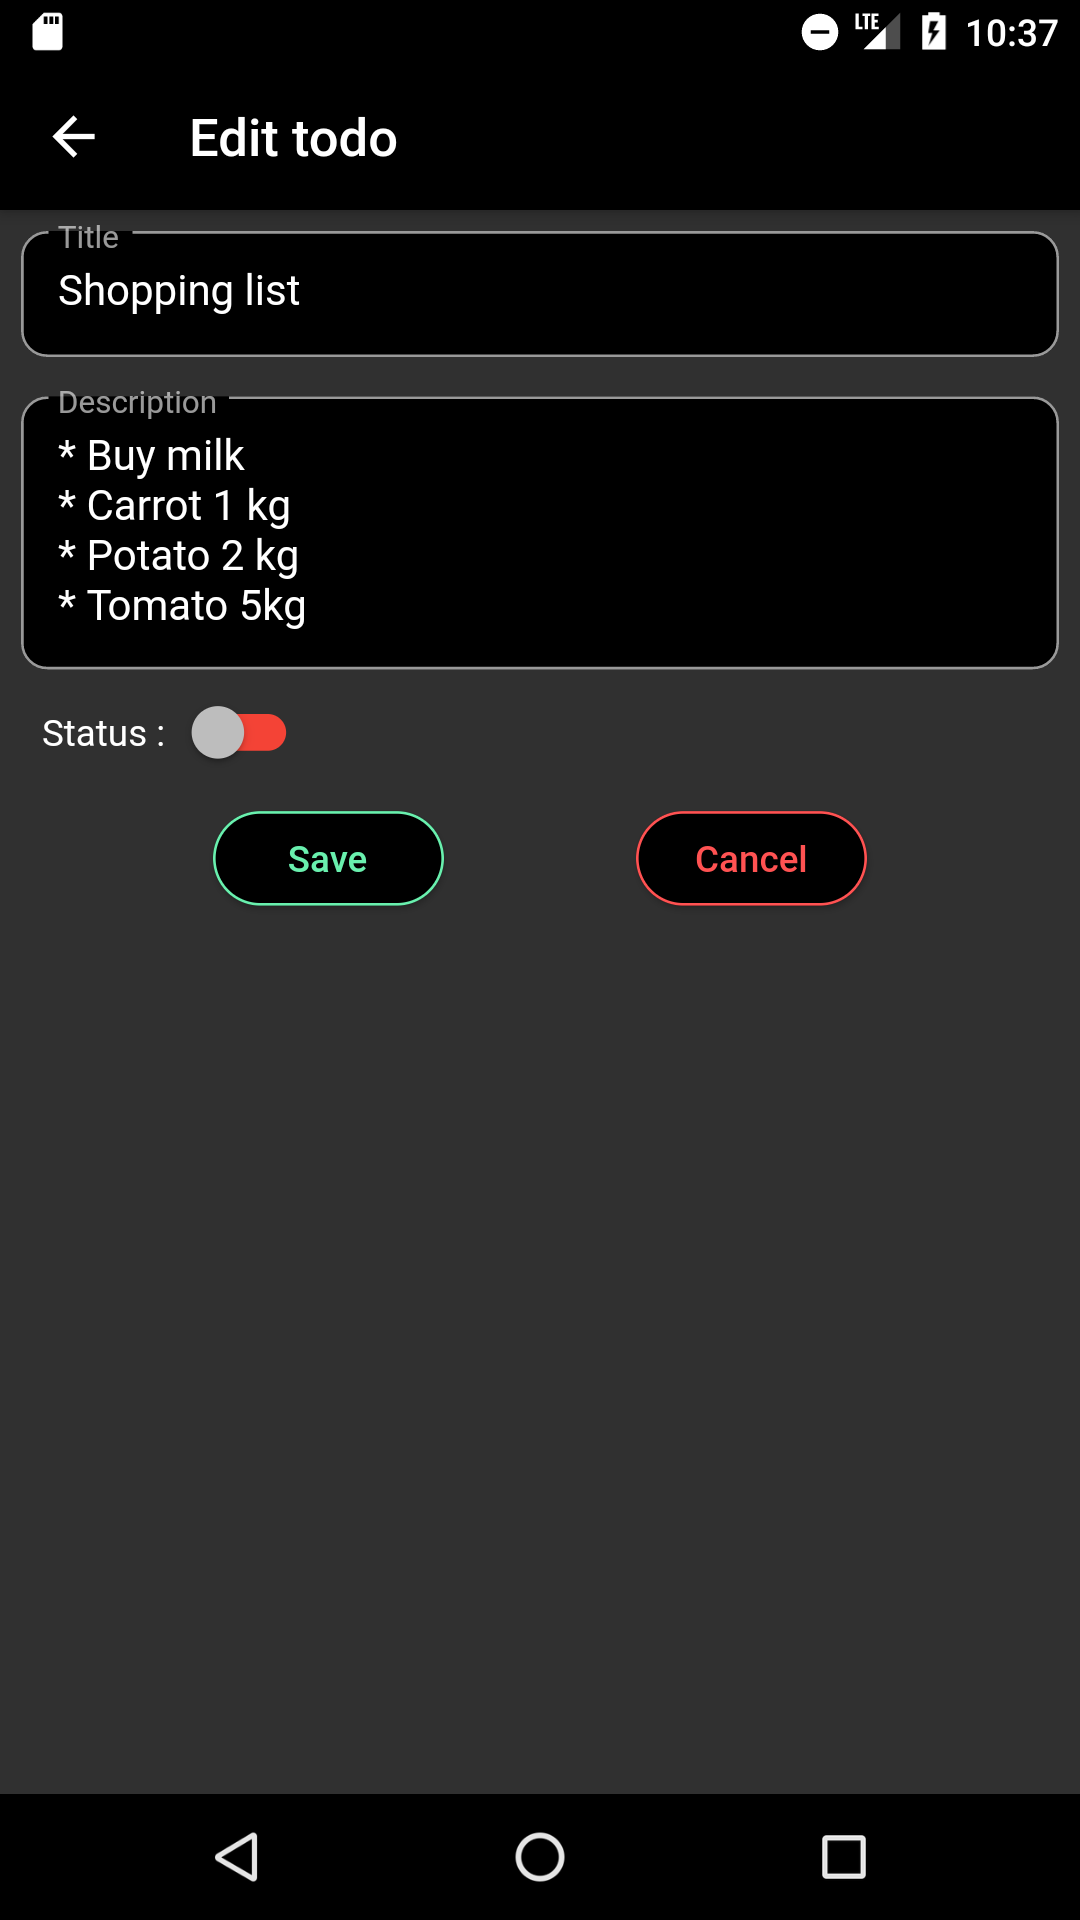 LTE 10:37
Edit todo
Title
Shopping list
Description
* Buy milk
* Carrot 1 kg
* Potato 2 kg
* Tomato 5kg
Status :
Save Cancel